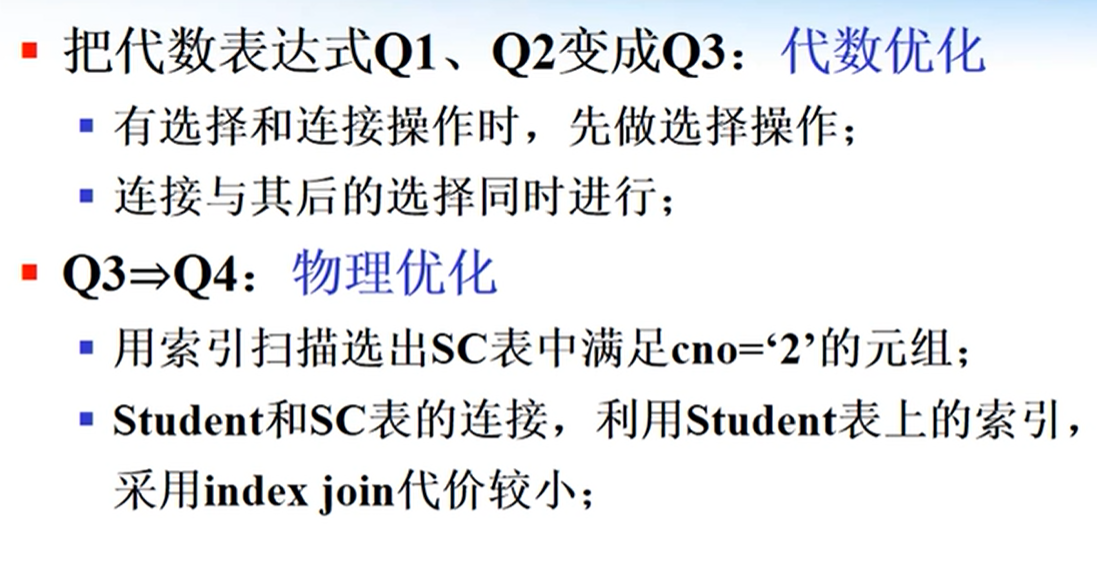 把代数表达式Q1、Q2变成Q3：代数优化
有选择和连接操作时，先做选择操作；
连接与其后的选择同时进行；
Q3⇒Q4：物理优化
用索引扫描选出SC表中满足cno=‘2’的元组；
Student和SC表的连接，利用Student表上的索引，
采用index join代价较小；